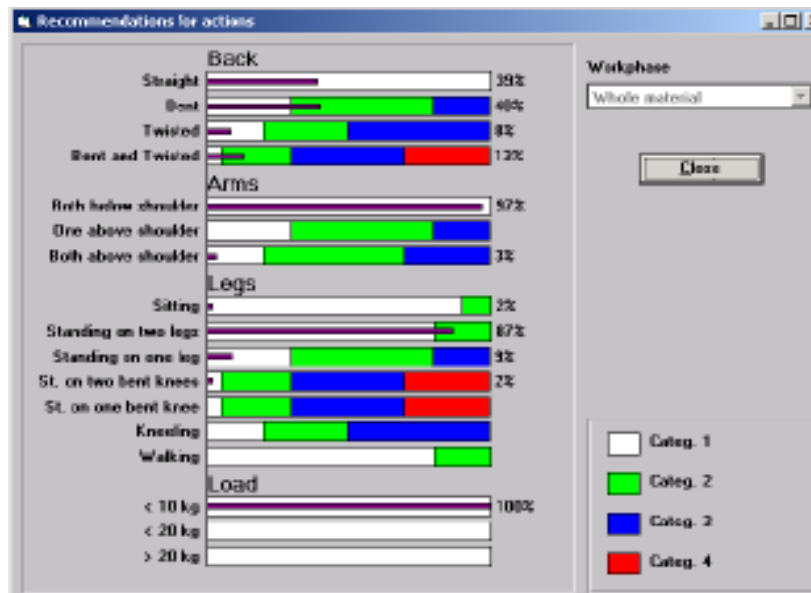 Recommendations for actions
Back
Straight 39%
Bent 40%
Twisted 8%
Bent and Twisted 13%
Arms
Both below shoulder 97%
One above shoulder
Both above shoulder 3%
Legs
Sitting 2%
Standing on two legs 87%
Standing on one leg 9%
St. on two bent knees 2%
St. on one bent knee
Kneeling
Walking
Load
< 10 kg 100%
< 20 kg
> 20 kg
Workphase
Whole material
Close
Categ. 1
Categ. 2
Categ. 3
Categ. 4